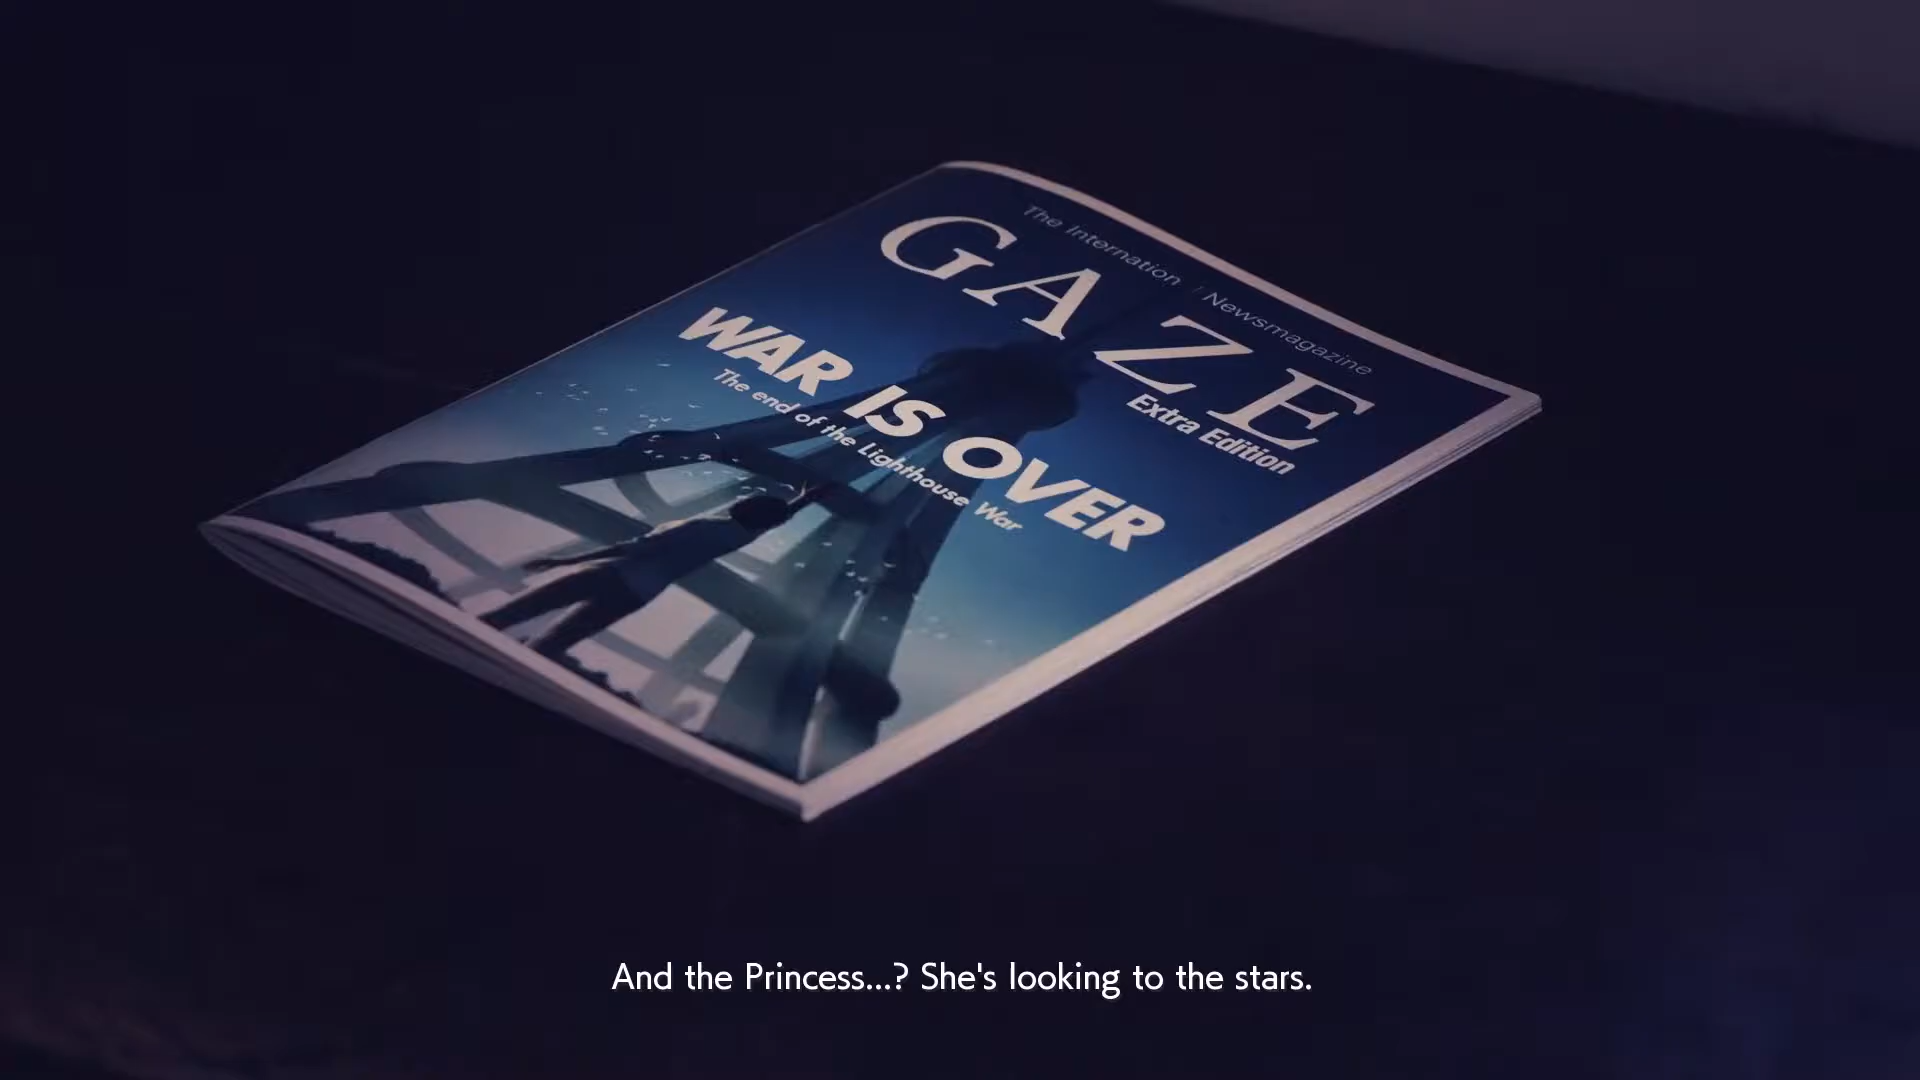 The Internation Newsmagazine
GAZE
Extra Edition
WAR IS OVER
The end of the Lighthouse War
And the Princess...? She's looking to the stars.